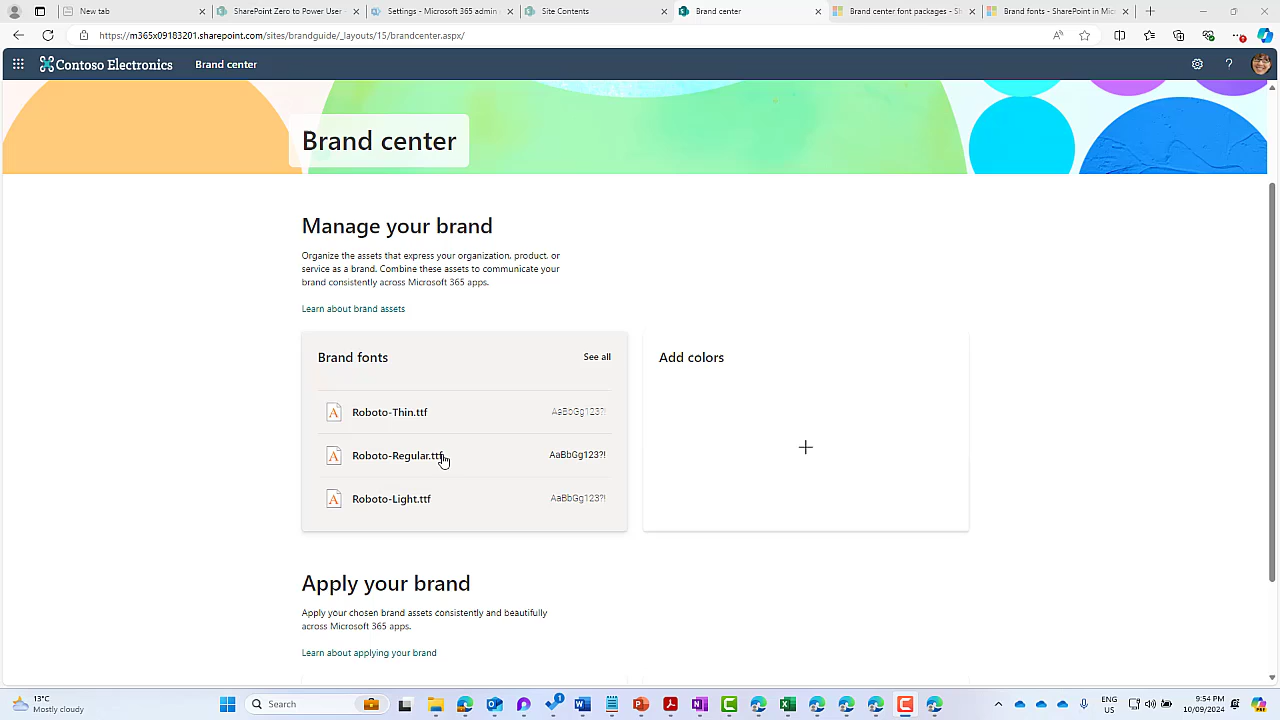 New tab
SharePoint Zero to Power User -
Settings - Microsoft 365 admin
Site Contents
Brand center
Brand center font packages - Sh
Brand fonts - SharePoint in Mic
https://m365x09183201.sharepoint.com/sites/brandguide/_layouts/15/brandcenter.aspx/
Contoso Electronics
Brand center
?
Brand center
Manage your brand
Organize the assets that express your organization, product, or
service as a brand. Combine these assets to communicate your
brand consistently across Microsoft 365 apps.
Learn about brand assets
Brand fonts
See all
Add colors
Roboto-Thin.ttf
AaBbGg123?!
Roboto-Regular.ttf
AaBbGg123?!
Roboto-Light.ttf
AaBbGg123?!
Apply your brand
Apply your chosen brand assets consistently and beautifully
across Microsoft 365 apps.
Learn about applying your brand
13°C
Mostly cloudy
Search
1
ENG
US
9:54 PM
10/09/2024